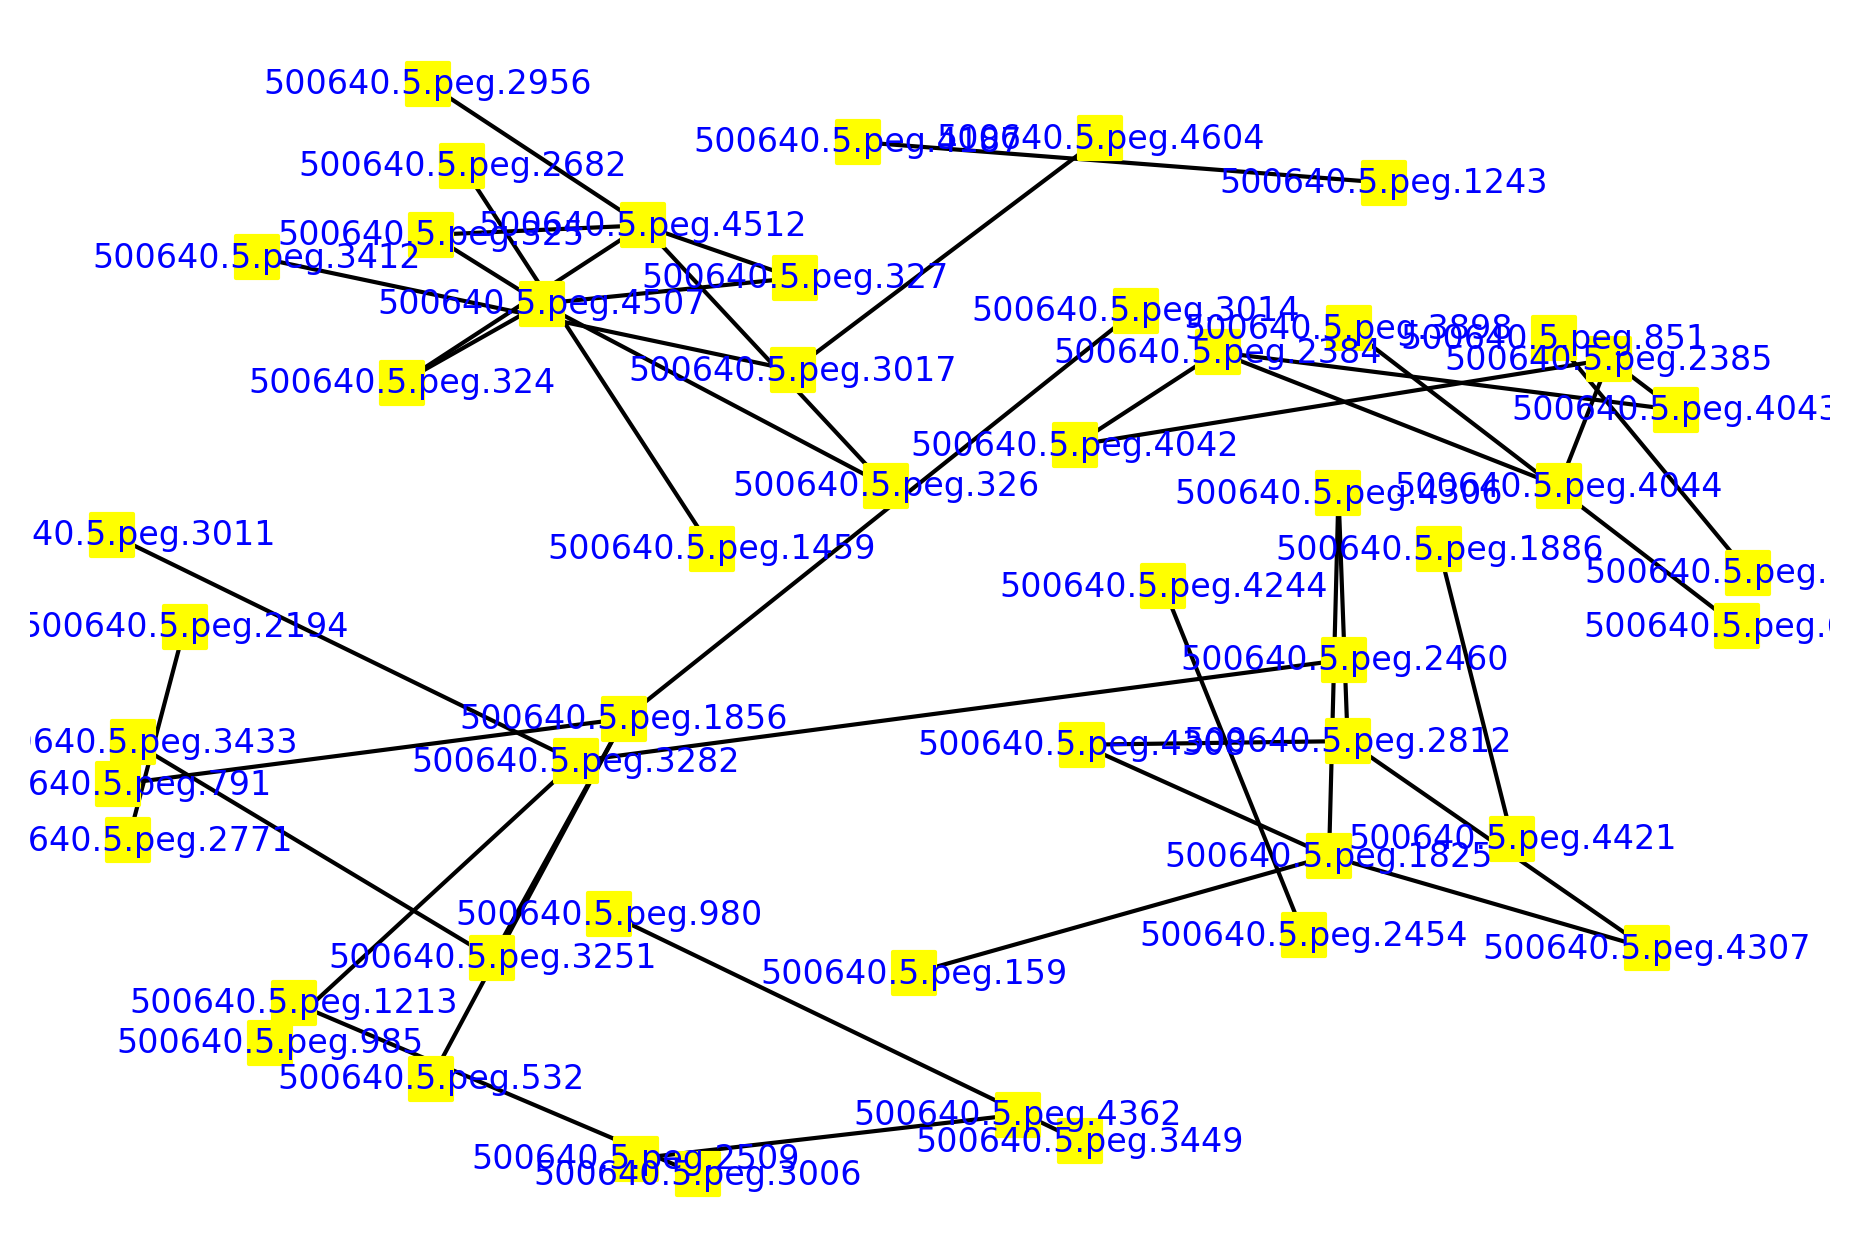 500640.5.peg.2956
500640.5.peg.4604
500640.5.peg.2682
500640.5.peg.1243
500640.5.peg.4512
500640.5.peg.325
500640.5.peg.3412
500640.5.peg.327
500640.5.peg.4507
500640.5.peg.3014
500640.5.peg.3898
500640.5.peg.851
500640.5.peg.2384
500640.5.peg.2385
500640.5.peg.3017
500640.5.peg.324
500640.5.peg.4043
500640.5.peg.4042
500640.5.peg.326
500640.5.peg.4306
500640.5.peg.4044
40.5.peg.3011
500640.5.peg.1459
500640.5.peg.1886
500640.5.peg.
500640.5.peg.4244
500640.5.peg.2194
500640.5.peg.
500640.5.peg.2460
500640.5.peg.1856
640.5.peg.3433
500640.5.peg.2812
500640.5.peg.3282
640.5.peg.791
640.5.peg.2771
500640.5.peg.4421
500640.5.peg.1825
500640.5.peg.980
500640.5.peg.2454
500640.5.peg.4307
500640.5.peg.3251
500640.5.peg.159
500640.5.peg.1213
500640.5.peg.985
500640.5.peg.532
500640.5.peg.4362
500640.5.peg.3449
500640.5.peg.2509
500640.5.peg.3006